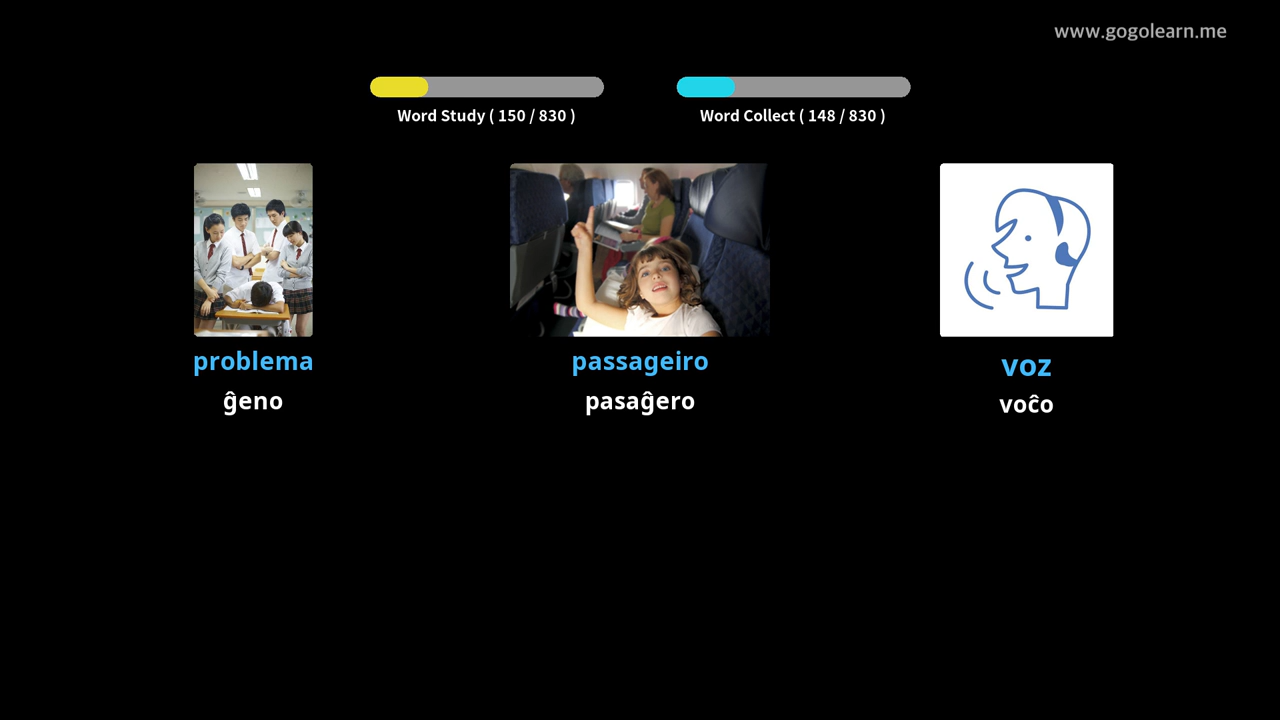 www.gogolearn.me
Word Study ( 150 / 830 )
Word Collect ( 148 / 830 )
problema
ĝeno
passageiro
pasaĝero
voz
voĉo